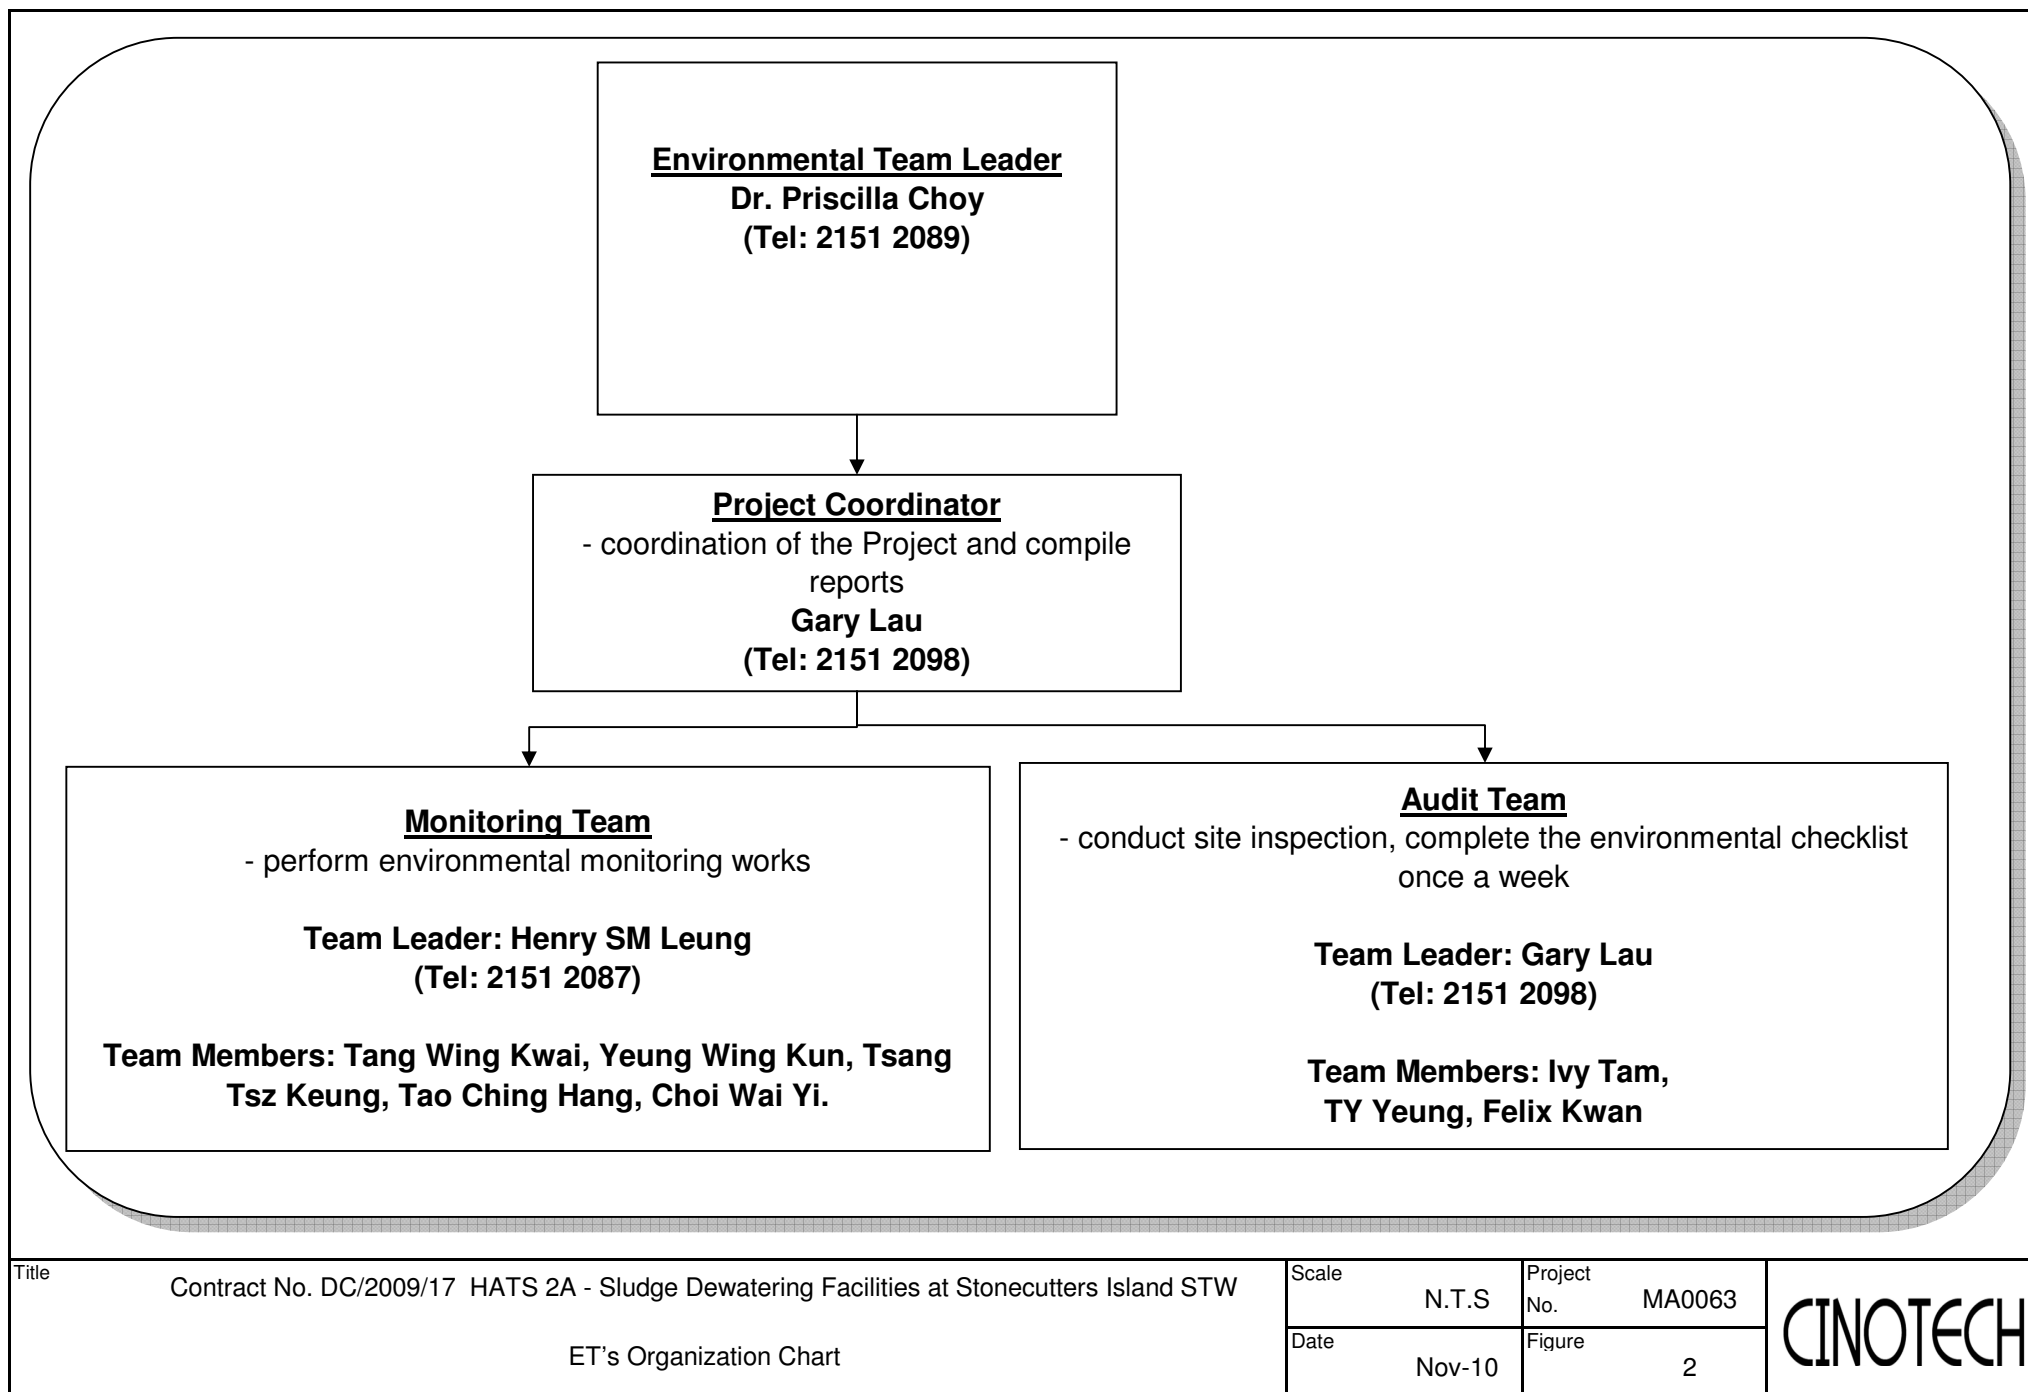 Environmental Team Leader
Dr. Priscilla Choy
(Tel: 2151 2089)
Project Coordinator
- coordination of the Project and compile
reports
Gary Lau
(Tel: 2151 2098)
Monitoring Team
- perform environmental monitoring works
Team Leader: Henry SM Leung
(Tel: 2151 2087)
Team Members: Tang Wing Kwai, Yeung Wing Kun, Tsang
Tsz Keung, Tao Ching Hang, Choi Wai Yi.
Audit Team
- conduct site inspection, complete the environmental checklist
once a week
Team Leader: Gary Lau
(Tel: 2151 2098)
Team Members: Ivy Tam,
TY Yeung, Felix Kwan
Title
Contract No. DC/2009/17 HATS 2A - Sludge Dewatering Facilities at Stonecutters Island STW
ET's Organization Chart
Scale
N.T.S
Project
No. MA0063
Date
Nov-10
Figure
2
CINOTECH